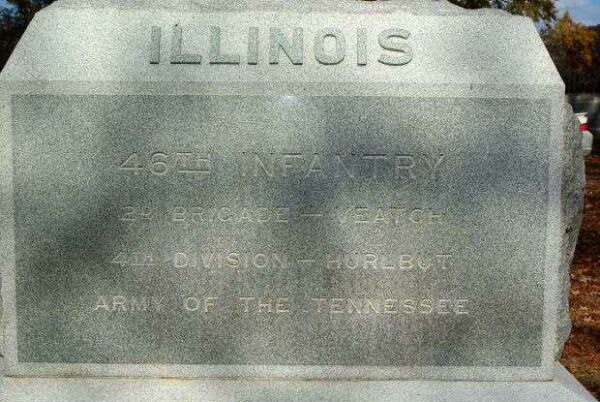 ILLINOIS
46TH INFANTRY
2D BRIGADE – VEATCH
4TH DIVISION – HURLBUT
ARMY OF THE TENNESSEE